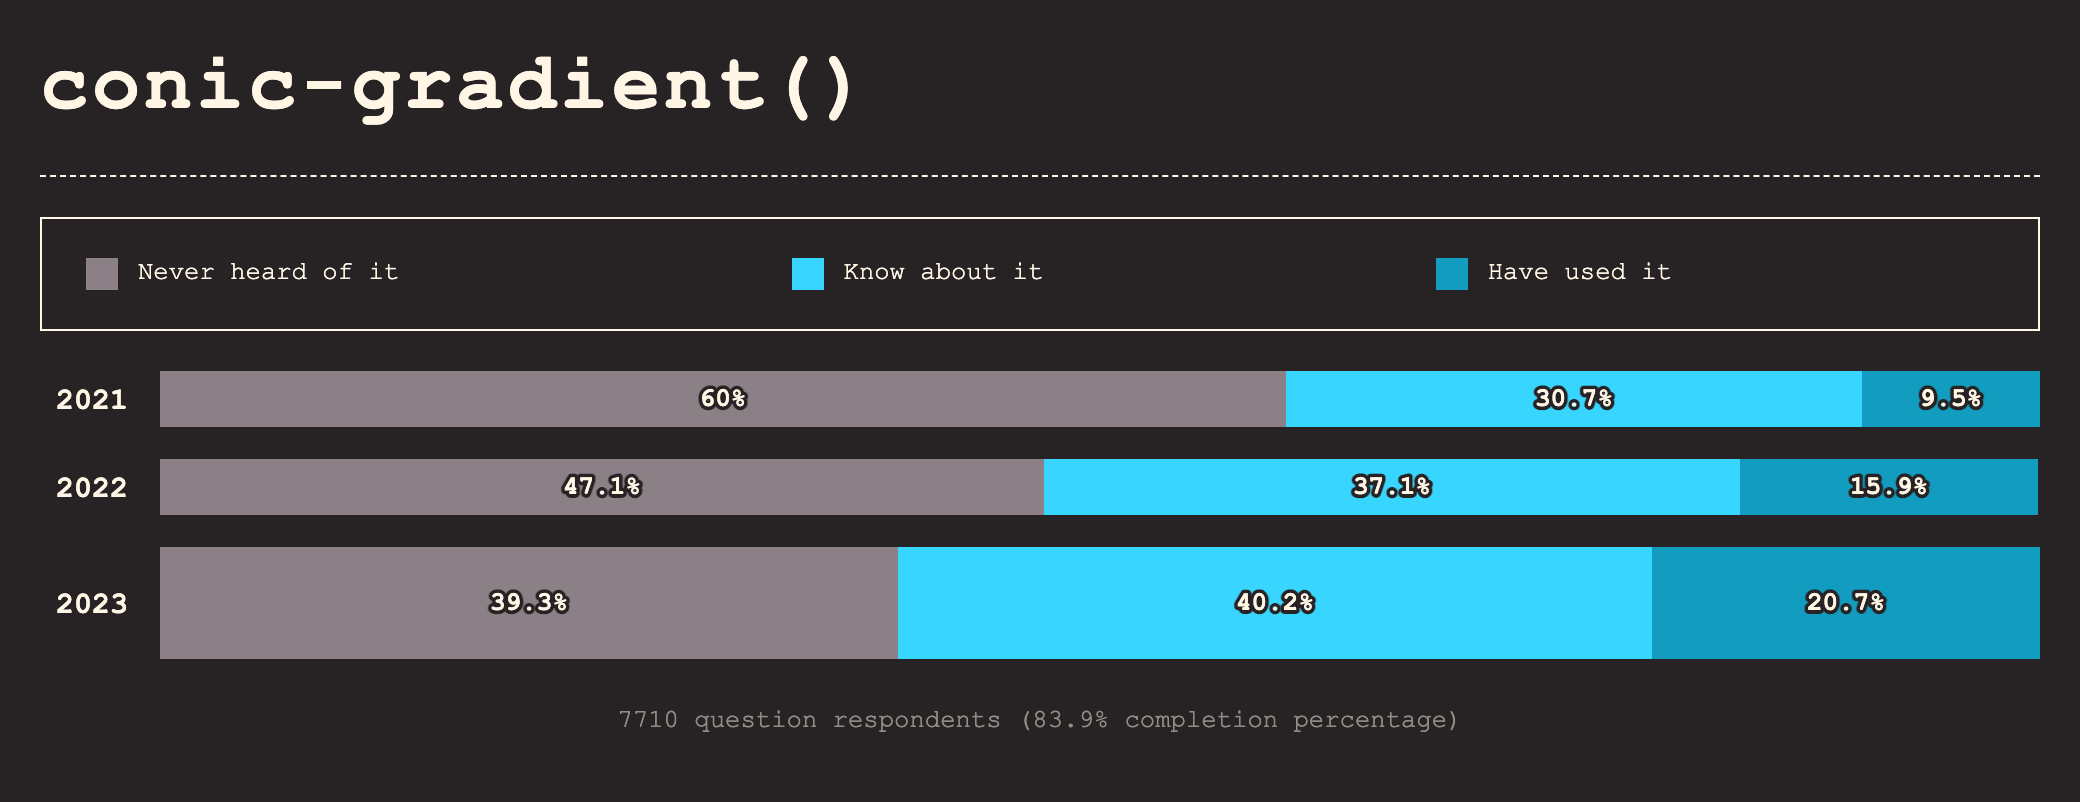 conic-gradient()
Never heard of it Know about it Have used it
2021 60% 30.7% 9.5%
2022 47.1% 37.1% 15.9%
2023 39.3% 40.2% 20.7%
7710 question respondents (83.9% completion percentage)